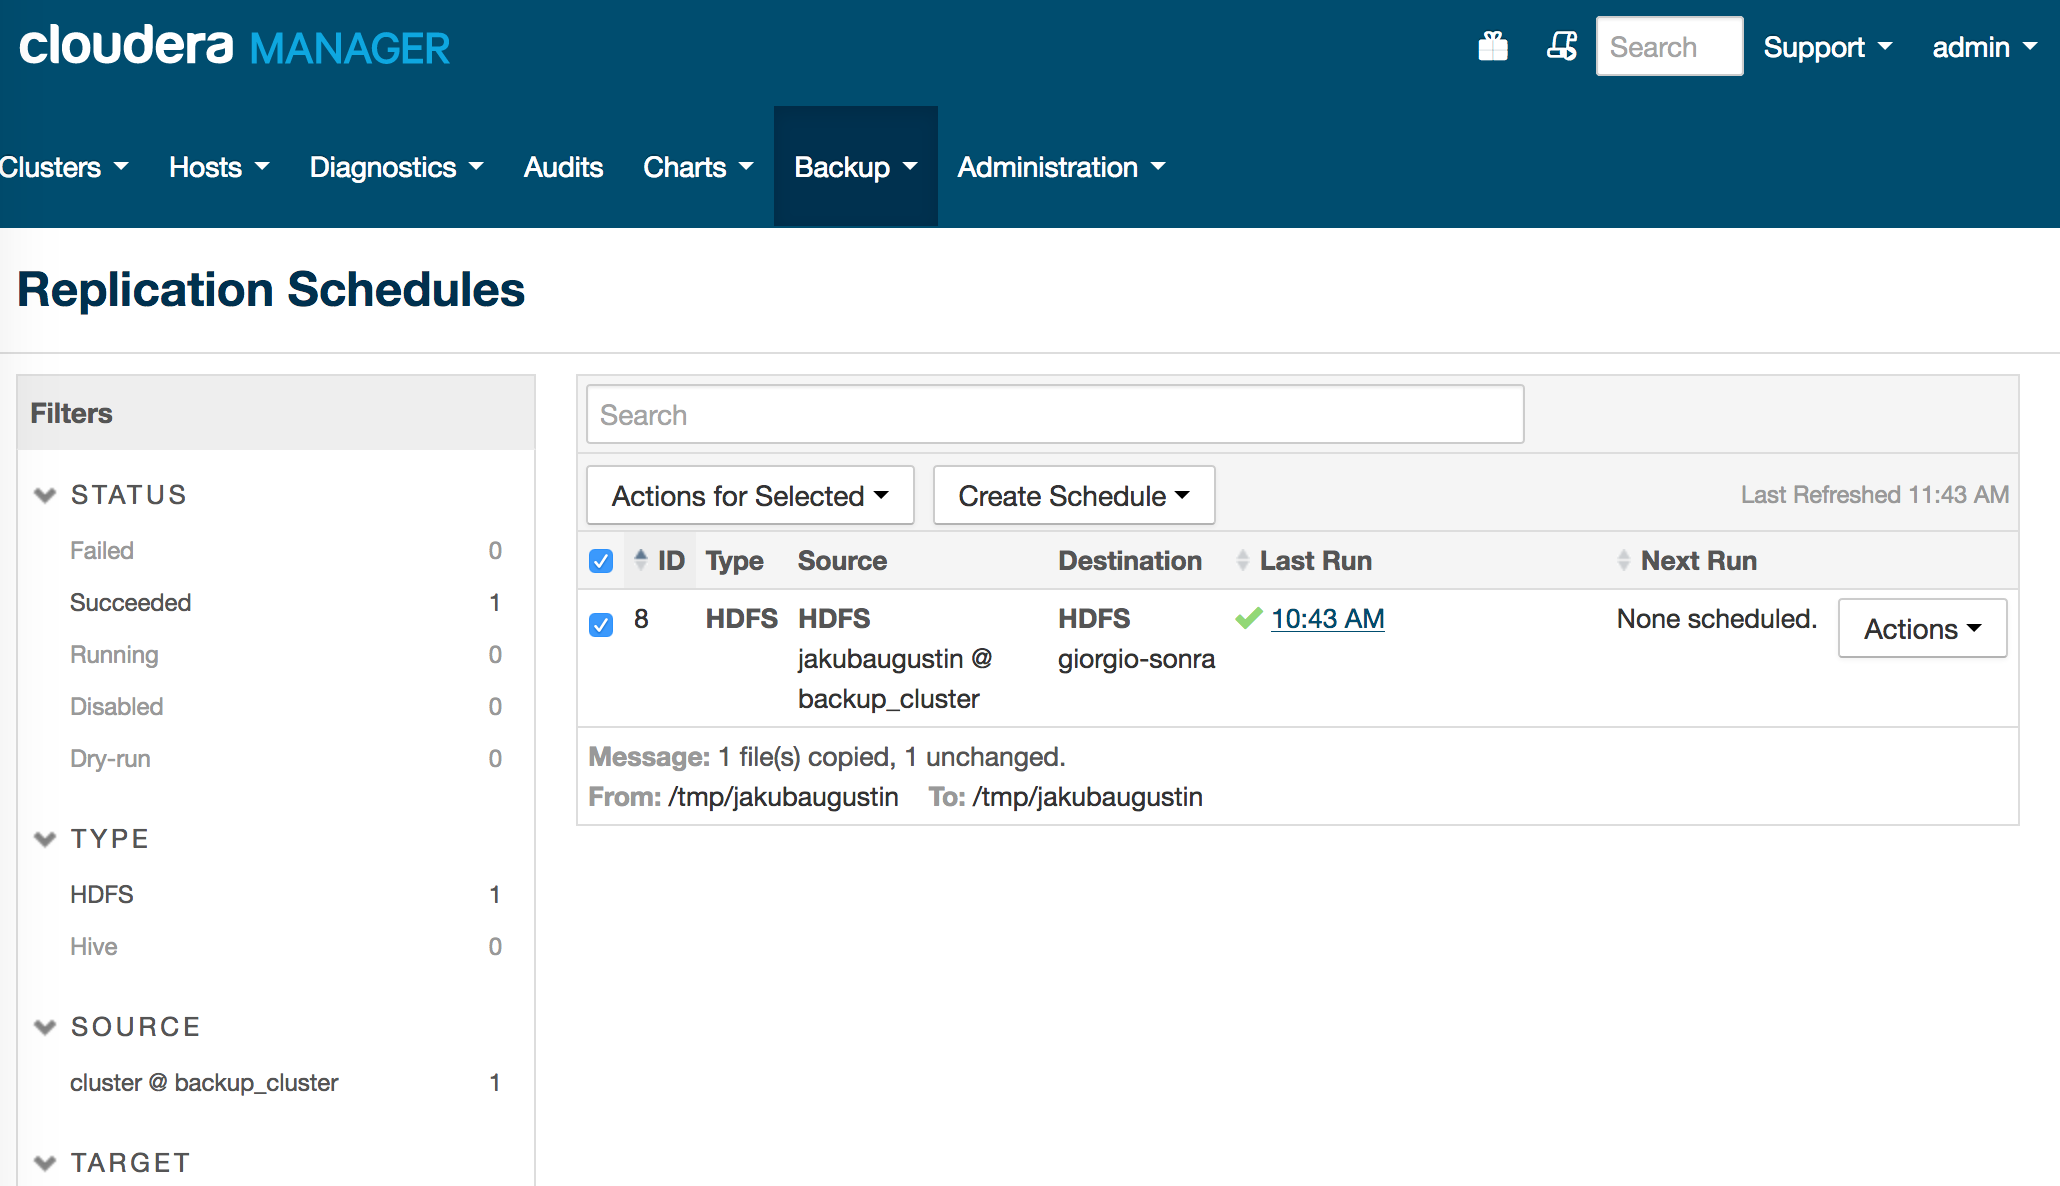 cloudera MANAGER
Search Support admin
Clusters Hosts Diagnostics Audits Charts Backup Administration
Replication Schedules
Filters
STATUS
Failed 0
Succeeded 1
Running 0
Disabled 0
Dry-run 0
TYPE
HDFS 1
Hive 0
SOURCE
cluster @ backup_cluster 1
TARGET
Search
Actions for Selected Create Schedule Last Refreshed 11:43 AM
ID Type Source Destination Last Run Next Run
8 HDFS HDFS HDFS 10:43 AM None scheduled. Actions
jakubaugustin @ giorgio-sonra
backup_cluster
Message: 1 file(s) copied, 1 unchanged.
From: /tmp/jakubaugustin To: /tmp/jakubaugustin